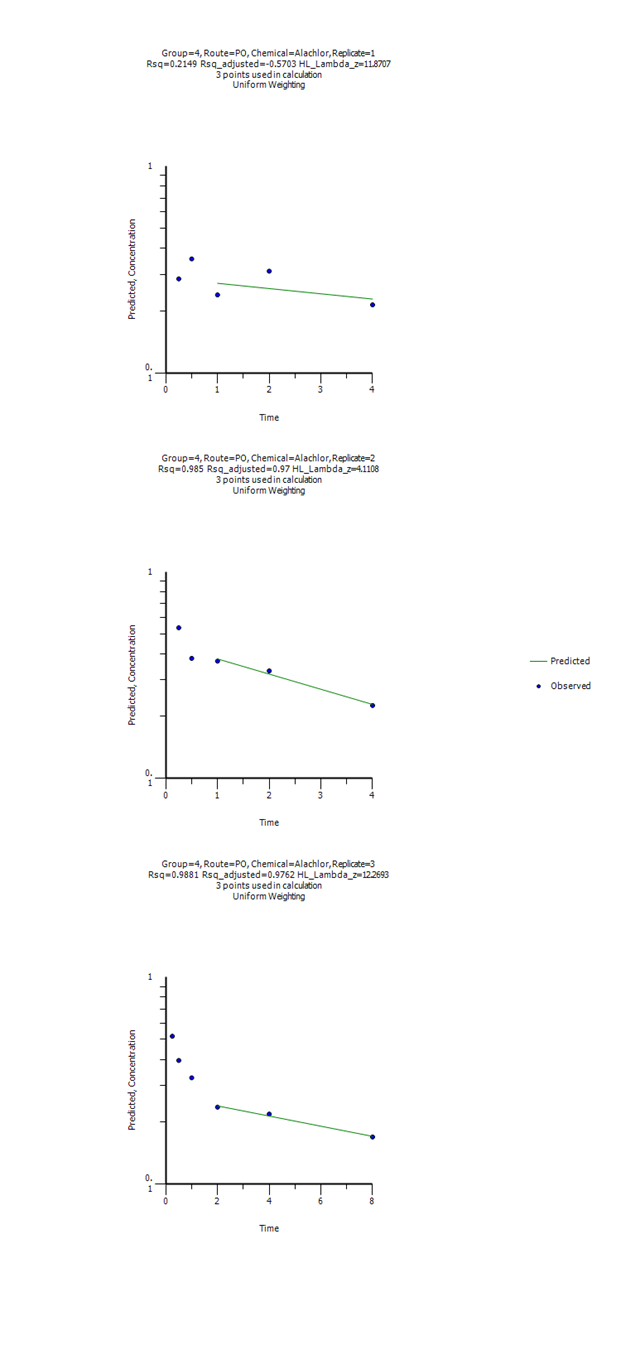 Group=4, Route=PO, Chemical=Alachlor, Replicate=1
Rsq=0.2149 Rsq_adjusted=-0.5703 HL_Lambda_z=11.8707
3 points used in calculation
Uniform Weighting
1
Predicted, Concentration
0.
1
0 1 2 3 4
Time
Group=4, Route=PO, Chemical=Alachlor, Replicate=2
Rsq=0.985 Rsq_adjusted=0.97 HL_Lambda_z=4.1108
3 points used in calculation
Uniform Weighting
1
Predicted, Concentration
0.
1
0 1 2 3 4
Time
Predicted
Observed
Group=4, Route=PO, Chemical=Alachlor, Replicate=3
Rsq=0.9881 Rsq_adjusted=0.9762 HL_Lambda_z=12.2693
3 points used in calculation
Uniform Weighting
1
Predicted, Concentration
0.
1
0 2 4 6 8
Time